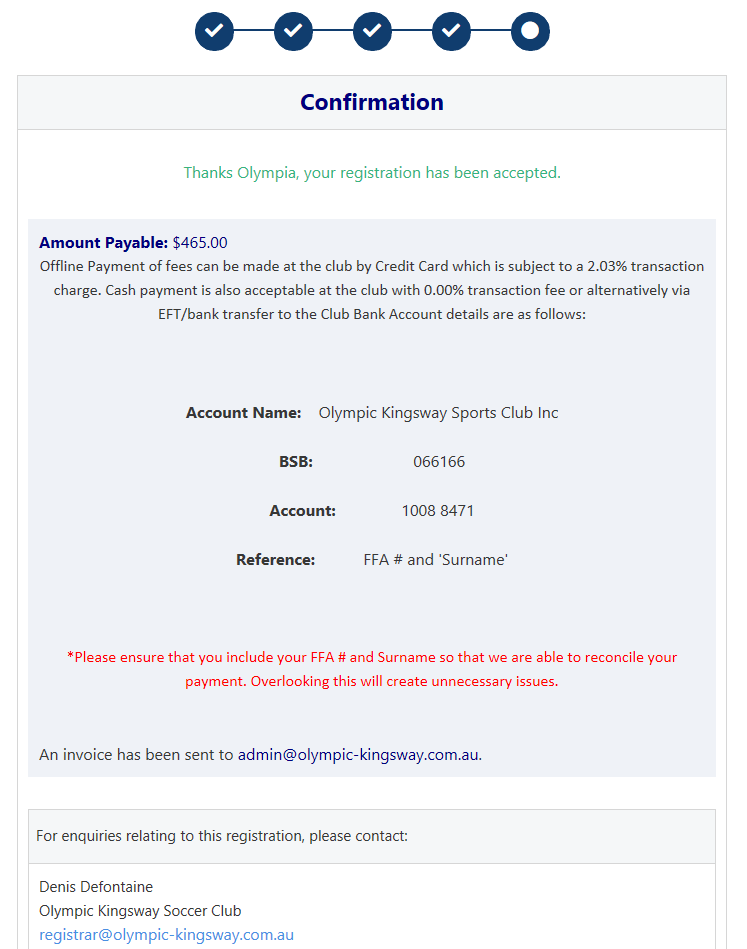 Confirmation
Thanks Olympia, your registration has been accepted.
Amount Payable: $465.00
Offline Payment of fees can be made at the club by Credit Card which is subject to a 2.03% transaction
charge. Cash payment is also acceptable at the club with 0.00% transaction fee or alternatively via
EFT/bank transfer to the Club Bank Account details are as follows:
Account Name: Olympic Kingsway Sports Club Inc
BSB: 066166
Account: 1008 8471
Reference: FFA # and 'Surname'
*Please ensure that you include your FFA # and Surname so that we are able to reconcile your
payment. Overlooking this will create unnecessary issues.
An invoice has been sent to admin@olympic-kingsway.com.au.
For enquiries relating to this registration, please contact:
Denis Defontaine
Olympic Kingsway Soccer Club
registrar@olympic-kingsway.com.au